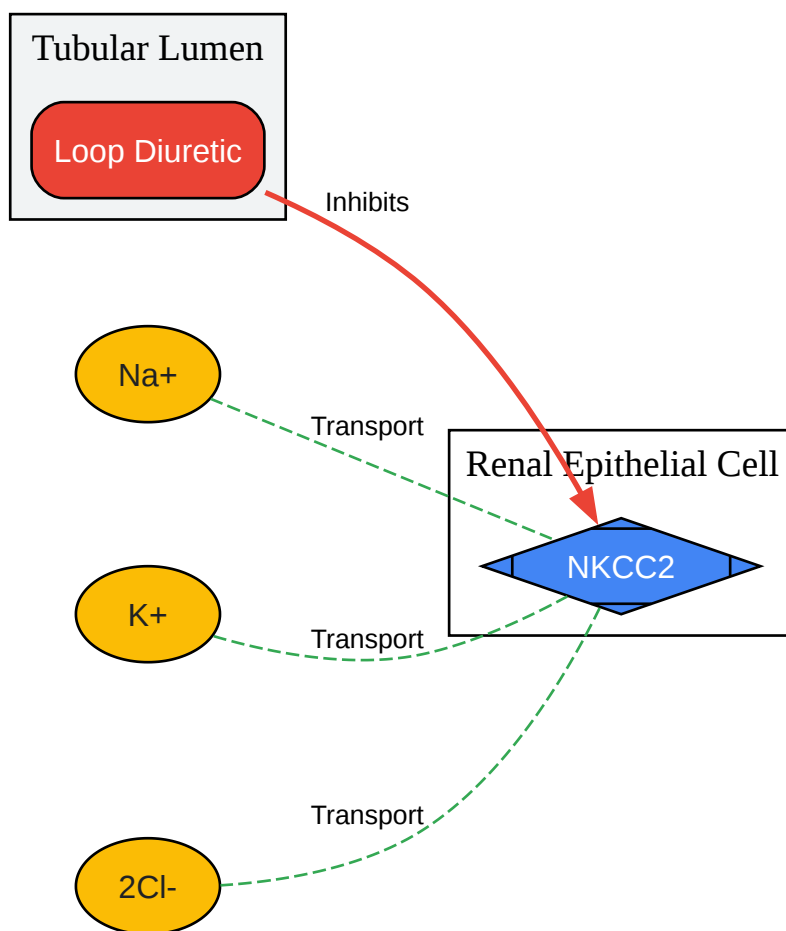 Tubular Lumen
Loop Diuretic
Inhibits
Na+
Transport
Renal Epithelial Cell
NKCC2
K+
Transport
Transport
2Cl-